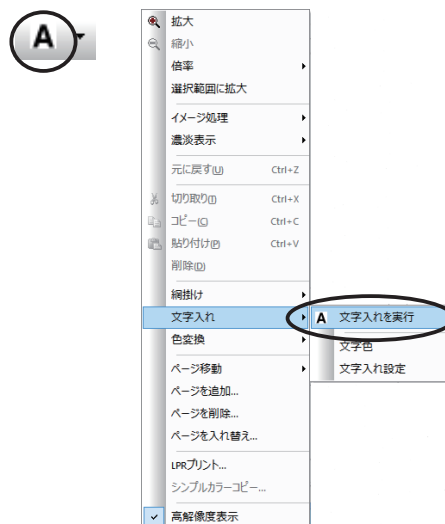 A
拡大
縮小
倍率
選択範囲に拡大
イメージ処理
濃淡表示
元に戻す(U) Ctrl+Z
切り取り(T) Ctrl+X
コピー(C) Ctrl+C
貼り付け(P) Ctrl+V
削除(D)
網掛け
文字入れ
A 文字入れを実行
色変換
文字色
文字入れ設定
ページ移動
ページを追加...
ページを削除...
ページを入れ替え...
LPRプリント...
シンプルカラーコピー...
高解像度表示